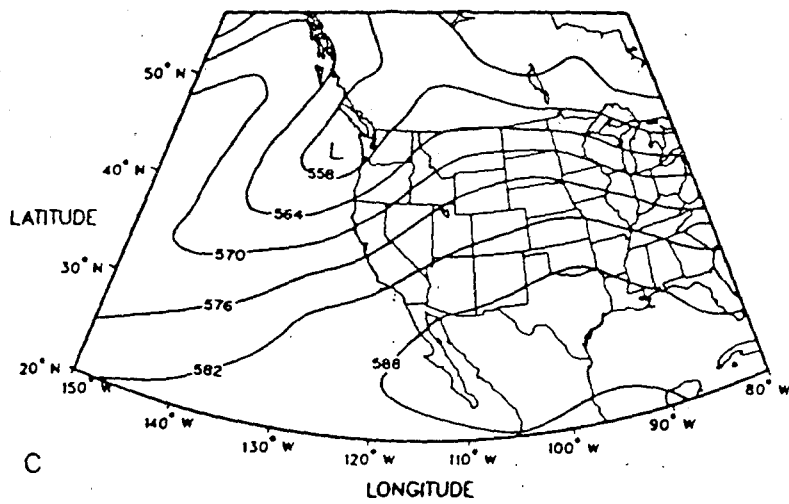 50° N
L
558
40° N
564
LATITUDE
570
30° N
576
588
20° N
582
150° W
80° W
140° W
90° W
130° W
100° W
120° W
110° W
C
LONGITUDE